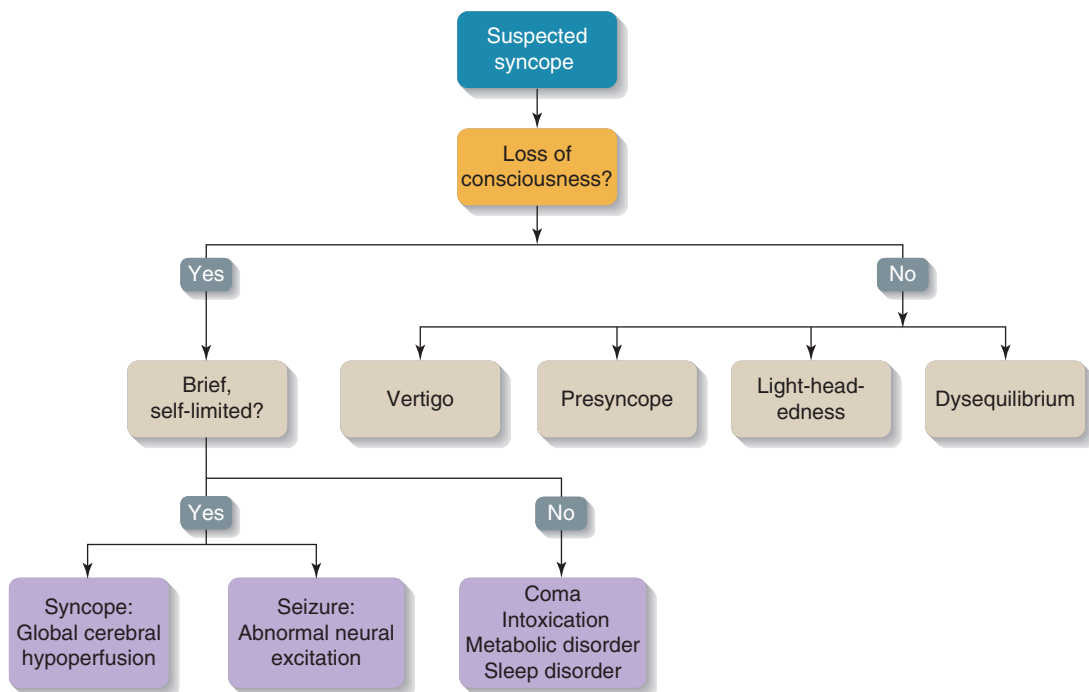 Suspected
syncope
Loss of
consciousness?
Yes
No
Brief,
self-limited?
Vertigo
Presyncope
Light-head-
edness
Dysequilibrium
Yes
No
Syncope:
Global cerebral
hypoperfusion
Seizure:
Abnormal neural
excitation
Coma
Intoxication
Metabolic disorder
Sleep disorder